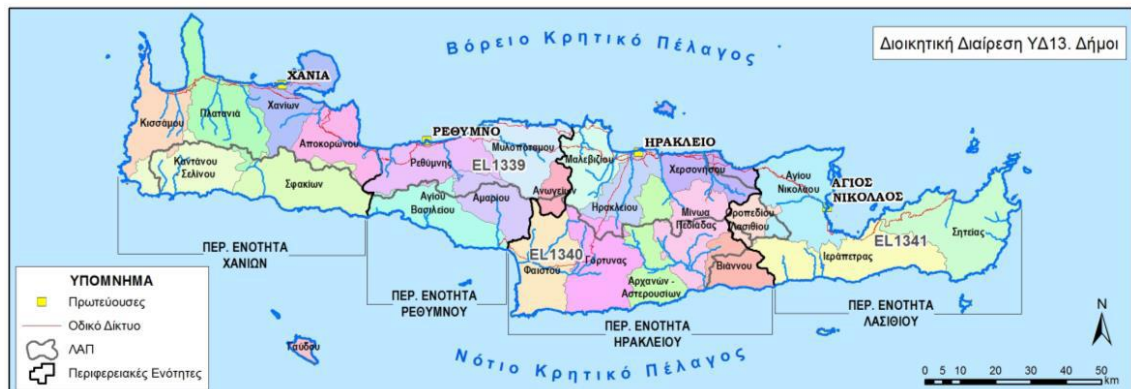 Βόρειο Κρητικό Πέλαγος
Διοικητική Διαίρεση ΥΔ13. Δήμοι
ΧΑΝΙΑ
Κισσάμου
Πλατανιά
Χανίων
Αποκορώνου
Καντάνου
Σελίνου
Σφακίων
ΡΕΘΥΜΝΟ
Ρεθύμνης
Μυλοποτάμου
EL1339
Ανωγείων
Αγίου
Βασιλείου
Αμαρίου
ΗΡΑΚΛΕΙΟ
Μαλεβιζίου
Ηρακλείου
Χερσονήσου
Μινώα
Πεδιάδας
EL1340
Φαιστού
Γόρτυνας
Αρχανών -
Αστερουσίων
Βιάννου
Αγίου
Νικολάου
ΑΓΙΟΣ
ΝΙΚΟΛΑΟΣ
Οροπεδίου
Λασιθίου
EL1341
Ιεράπετρας
Σητείας
ΠΕΡ. ΕΝΟΤΗΤΑ
ΧΑΝΙΩΝ
ΠΕΡ. ΕΝΟΤΗΤΑ
ΡΕΘΥΜΝΟΥ
ΠΕΡ. ΕΝΟΤΗΤΑ
ΗΡΑΚΛΕΙΟΥ
ΠΕΡ. ΕΝΟΤΗΤΑ
ΛΑΣΙΘΙΟΥ
Γαύδου
Νότιο Κρητικό Πέλαγος
ΥΠΟΜΝΗΜΑ
Πρωτεύουσες
Οδικό Δίκτυο
ΛΑΠ
Περιφερειακές Ενότητες
N
0 5 10 20 30 40 50
km